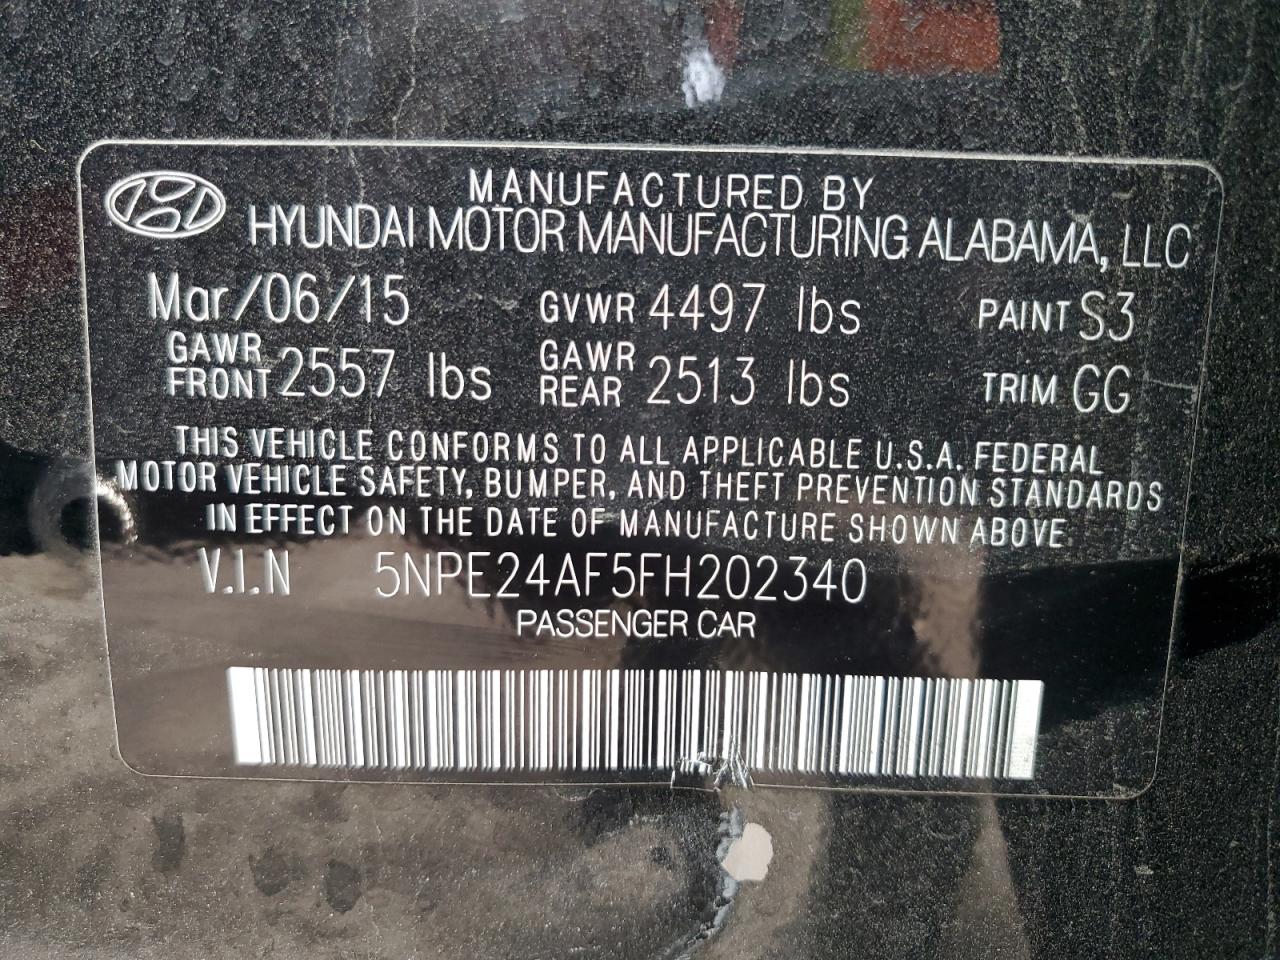 MANUFACTURED BY
HYUNDAI MOTOR MANUFACTURING ALABAMA, LLC
Mar/06/15 GVWR 4497 lbs PAINT S3
GAWR FRONT 2557 lbs GAWR REAR 2513 lbs TRIM GG
THIS VEHICLE CONFORMS TO ALL APPLICABLE U.S.A. FEDERAL
MOTOR VEHICLE SAFETY, BUMPER, AND THEFT PREVENTION STANDARDS
IN EFFECT ON THE DATE OF MANUFACTURE SHOWN ABOVE
V.I.N 5NPE24AF5FH202340
PASSENGER CAR